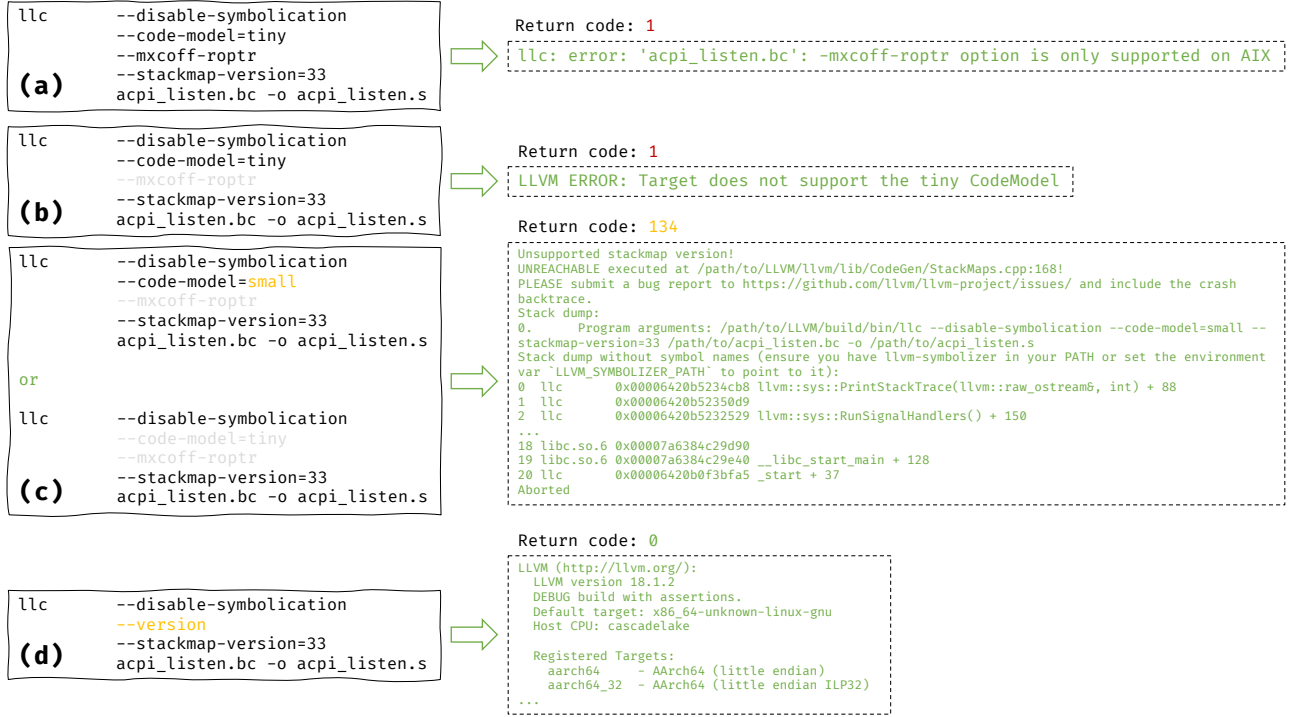 llc --disable-symbolication
--code-model=tiny
--mxcoff-roptr
--stackmap-version=33
(a) acpi_listen.bc -o acpi_listen.s
Return code: 1
llc: error: 'acpi_listen.bc': -mxcoff-roptr option is only supported on AIX
llc --disable-symbolication
--code-model=tiny
--mxcoff-roptr
--stackmap-version=33
(b) acpi_listen.bc -o acpi_listen.s
Return code: 1
LLVM ERROR: Target does not support the tiny CodeModel
llc --disable-symbolication
--code-model=small
--mxcoff-roptr
--stackmap-version=33
acpi_listen.bc -o acpi_listen.s
or
llc --disable-symbolication
--code-model=tiny
--mxcoff-roptr
--stackmap-version=33
(c) acpi_listen.bc -o acpi_listen.s
Return code: 134
Unsupported stackmap version!
UNREACHABLE executed at /path/to/LLVM/llvm/lib/CodeGen/StackMaps.cpp:168!
PLEASE submit a bug report to https://github.com/llvm/llvm-project/issues/ and include the crash
backtrace.
Stack dump:
0. Program arguments: /path/to/LLVM/build/bin/llc --disable-symbolication --code-model=small --
stackmap-version=33 /path/to/acpi_listen.bc -o /path/to/acpi_listen.s
Stack dump without symbol names (ensure you have llvm-symbolizer in your PATH or set the environment
var `LLVM_SYMBOLIZER_PATH` to point to it):
0 llc 0x00006420b5234cb8 llvm::sys::PrintStackTrace(llvm::raw_ostream&, int) + 88
1 llc 0x00006420b52350d9
2 llc 0x00006420b5232529 llvm::sys::RunSignalHandlers() + 150
...
18 libc.so.6 0x00007a6384c29d90
19 libc.so.6 0x00007a6384c29e40 __libc_start_main + 128
20 llc 0x00006420b0f3bfa5 _start + 37
Aborted
llc --disable-symbolication
--version
--stackmap-version=33
(d) acpi_listen.bc -o acpi_listen.s
Return code: 0
LLVM (http://llvm.org/):
LLVM version 18.1.2
DEBUG build with assertions.
Default target: x86_64-unknown-linux-gnu
Host CPU: cascadelake
Registered Targets:
aarch64 - AArch64 (little endian)
aarch64_32 - AArch64 (little endian ILP32)
...